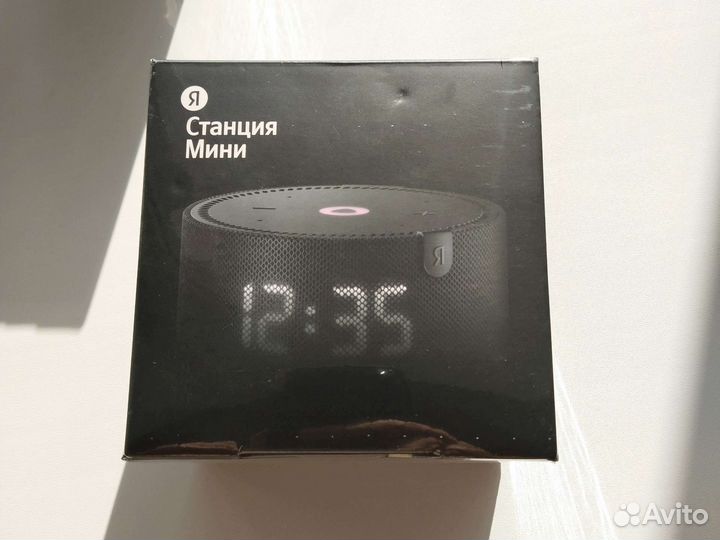 Я
Станция
Мини
Я
12:35
Avito